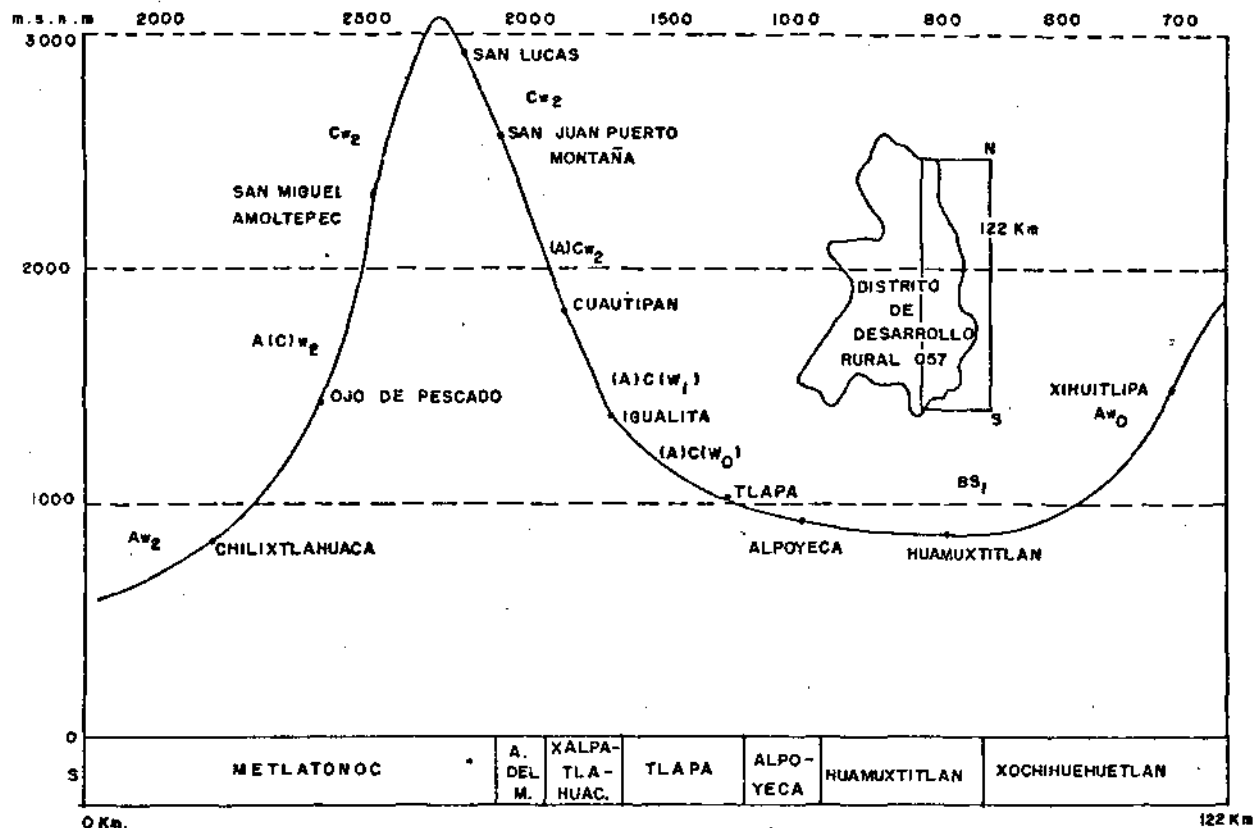 m.s.n.m 2000 2300 2000 1500 1000 800 800 700
3000
SAN LUCAS
Cw2
Cw2
SAN JUAN PUERTO
MONTAÑA
N
SAN MIGUEL
AMOLTEPEC
122 Km
(A)Cw2
2000
DISTRITO
DE
DESARROLLO
RURAL 057
CUAUTIPAN
A(C)w2
(A)C(W1)
OJO DE PESCADO
IGUALITA
XIHUITLIPA
Aw0
S
(A)C(W0)
TLAPA
BS1
1000
Aw2
CHILIXTLAHUACA
ALPOYECA
HUAMUXTITLAN
0
S
METLATONOC
A.
DEL
M.
XALPA-
TLA-
HUAC.
TLAPA
ALPO-
YECA
HUAMUXTITLAN
XOCHIHUEHUETLAN
0 Km.
122 Km